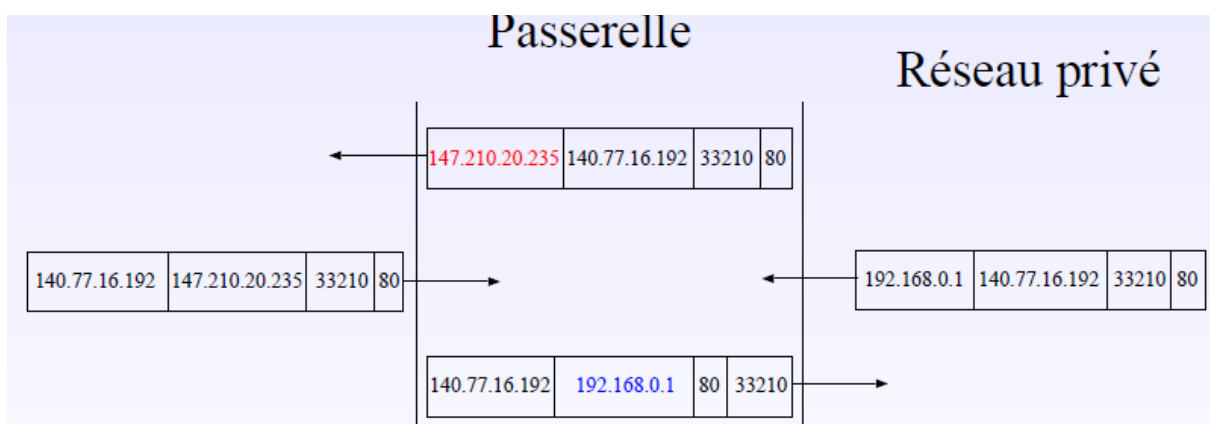 Passerelle
Réseau privé
147.210.20.235 140.77.16.192 33210 80
140.77.16.192 147.210.20.235 33210 80
192.168.0.1 140.77.16.192 33210 80
140.77.16.192 192.168.0.1 80 33210